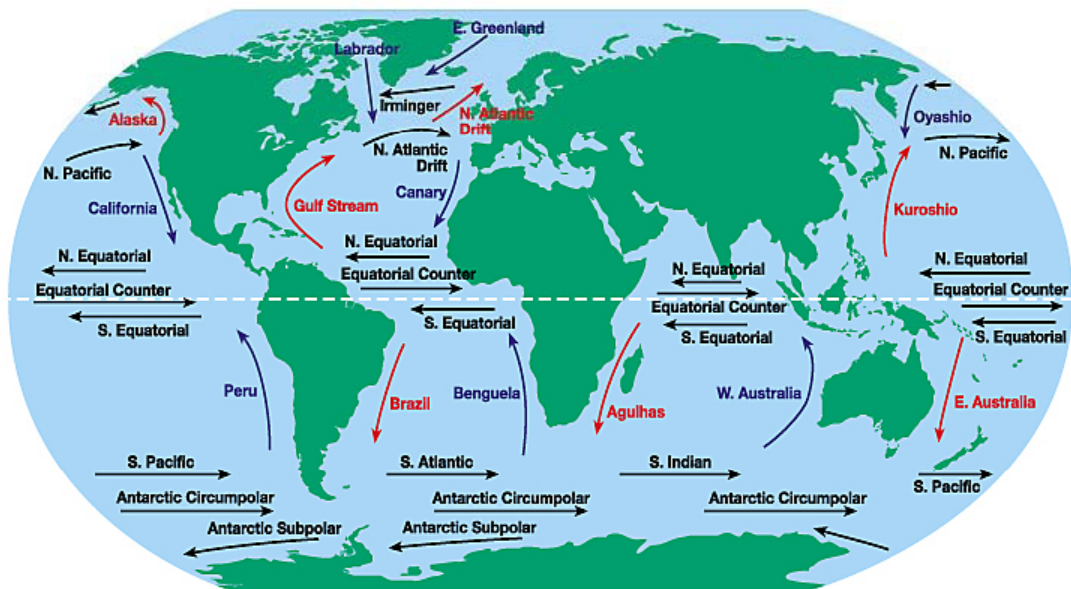 E. Greenland
Labrador
Irminger
N. Atlantic
Drift
Alaska
Oyashio
N. Pacific
N. Atlantic
Drift
N. Pacific
Canary
California
Gulf Stream
Kuroshio
N. Equatorial
N. Equatorial
N. Equatorial
N. Equatorial
Equatorial Counter
Equatorial Counter
Equatorial Counter
Equatorial Counter
S. Equatorial
S. Equatorial
S. Equatorial
S. Equatorial
Peru
Brazil
Benguela
Agulhas
W. Australia
E. Australia
S. Pacific
S. Atlantic
S. Indian
S. Pacific
Antarctic Circumpolar
Antarctic Circumpolar
Antarctic Circumpolar
Antarctic Subpolar
Antarctic Subpolar